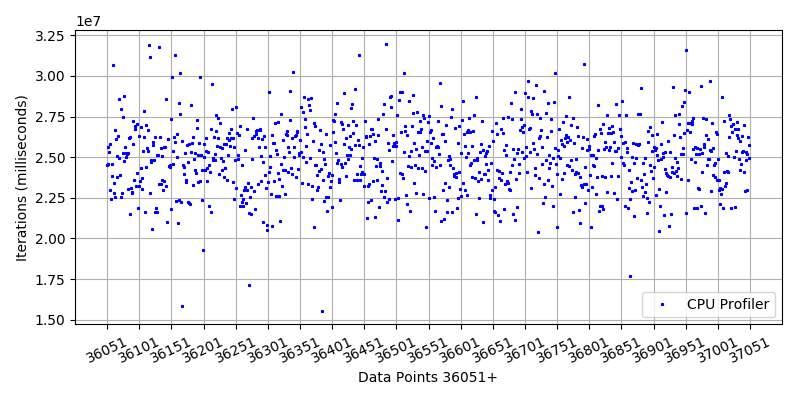 1e7
3.25
3.00
2.75
2.50
2.25
2.00
1.75
1.50
Iterations (milliseconds)
CPU Profiler
36051 36101 36151 36201 36251 36301 36351 36401 36451 36501 36551 36601 36651 36701 36751 36801 36851 36901 36951 37001 37051
Data Points 36051+